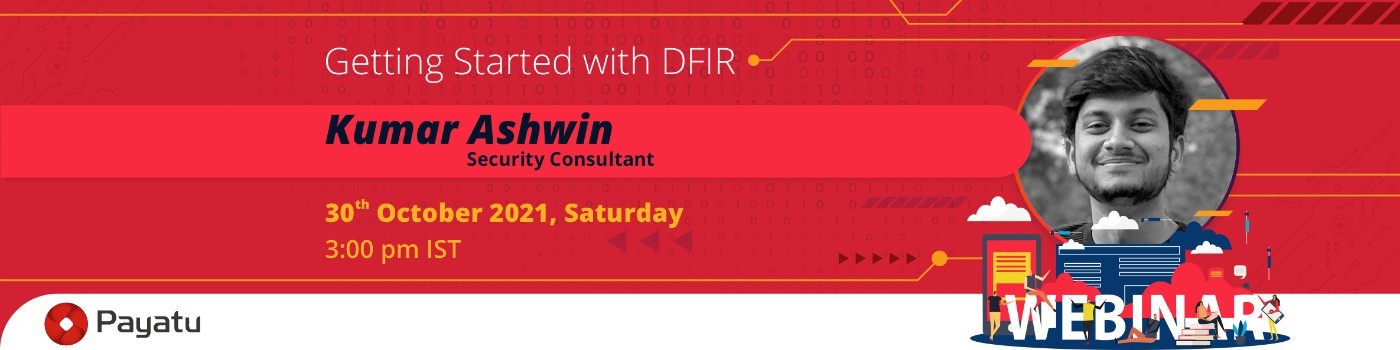 Getting Started with DFIR
Kumar Ashwin
Security Consultant
30th October 2021, Saturday
3:00 pm IST
Payatu
WEBINAR